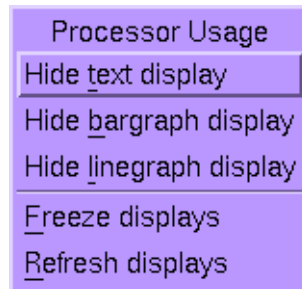 Processor Usage
Hide text display
Hide bargraph display
Hide linegraph display
Freeze displays
Refresh displays